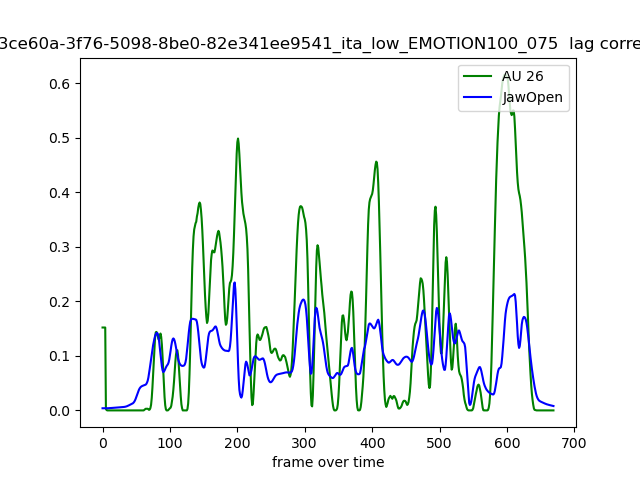 3ce60a-3f76-5098-8be0-82e341ee9541_ita_low_EMOTION100_075 lag corre
AU 26
JawOpen
0.6
0.5
0.4
0.3
0.2
0.1
0.0
0 100 200 300 400 500 600 700
frame over time